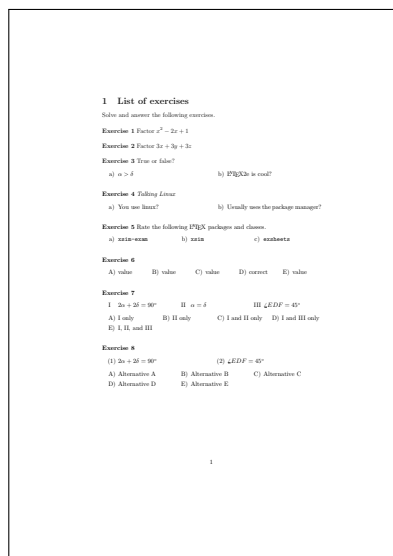 1 List of exercises
Solve and answer the following exercises.
Exercise 1 Factor x² − 2x + 1
Exercise 2 Factor 3x + 3y + 3z
Exercise 3 True or false?
a) α > δ b) LATEX2e is cool?
Exercise 4 Talking Linux
a) You use linux? b) Usually uses the package manager?
Exercise 5 Rate the following LATEX packages and classes.
a) xsim-exam b) xsim c) exsheets
Exercise 6
A) value B) value C) value D) correct E) value
Exercise 7
I 2α + 2δ = 90° II α = δ III ∡EDF = 45°
A) I only B) II only C) I and II only D) I and III only
E) I, II, and III
Exercise 8
(1) 2α + 2δ = 90° (2) ∡EDF = 45°
A) Alternative A B) Alternative B C) Alternative C
D) Alternative D E) Alternative E
1